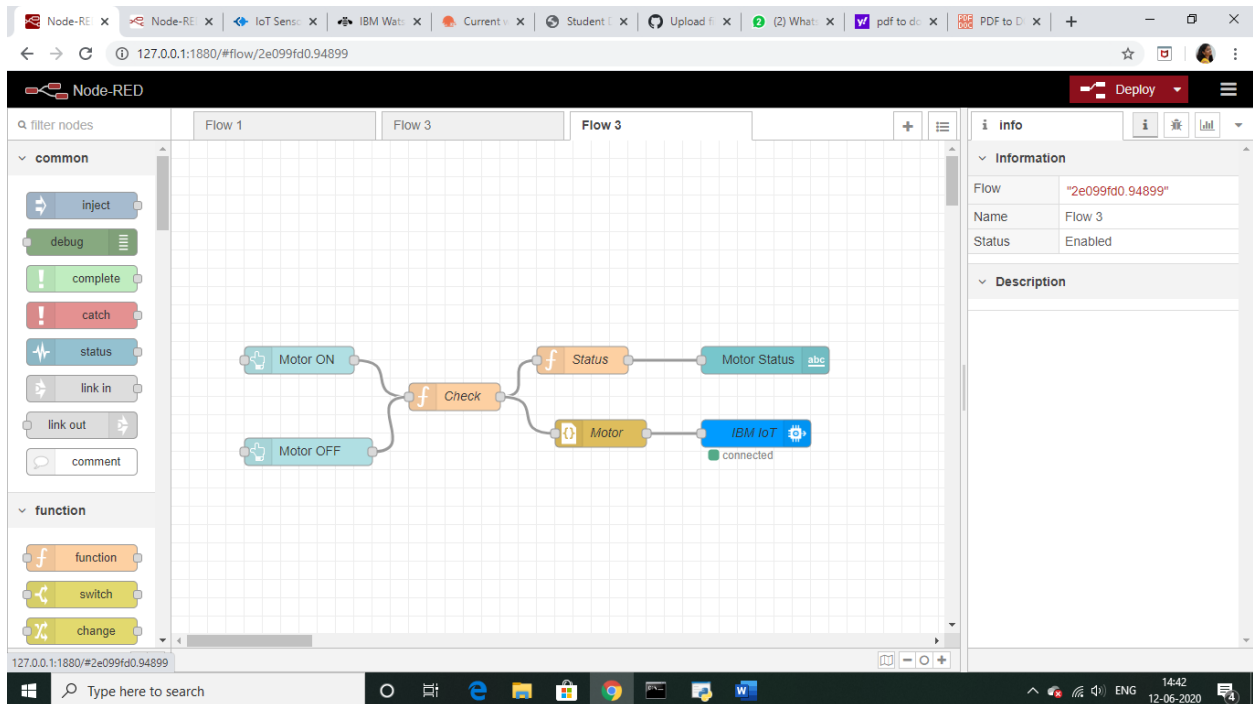 Node-RE
Node-RE
IoT Sens
IBM Wat
Current w
Student
Upload f
(2) What
pdf to do
PDF to D
127.0.0.1:1880/#flow/2e099fd0.94899
Node-RED
Deploy
filter nodes
Flow 1
Flow 3
Flow 3
i info
common
inject
debug
complete
catch
status
link in
link out
comment
function
function
switch
change
Motor ON
Motor OFF
Check
Status
Motor Status
abc
Motor
IBM IoT
connected
Information
Flow "2e099fd0.94899"
Name Flow 3
Status Enabled
Description
127.0.0.1:1880/#2e099fd0.94899
Type here to search
ENG
14:42
12-06-2020